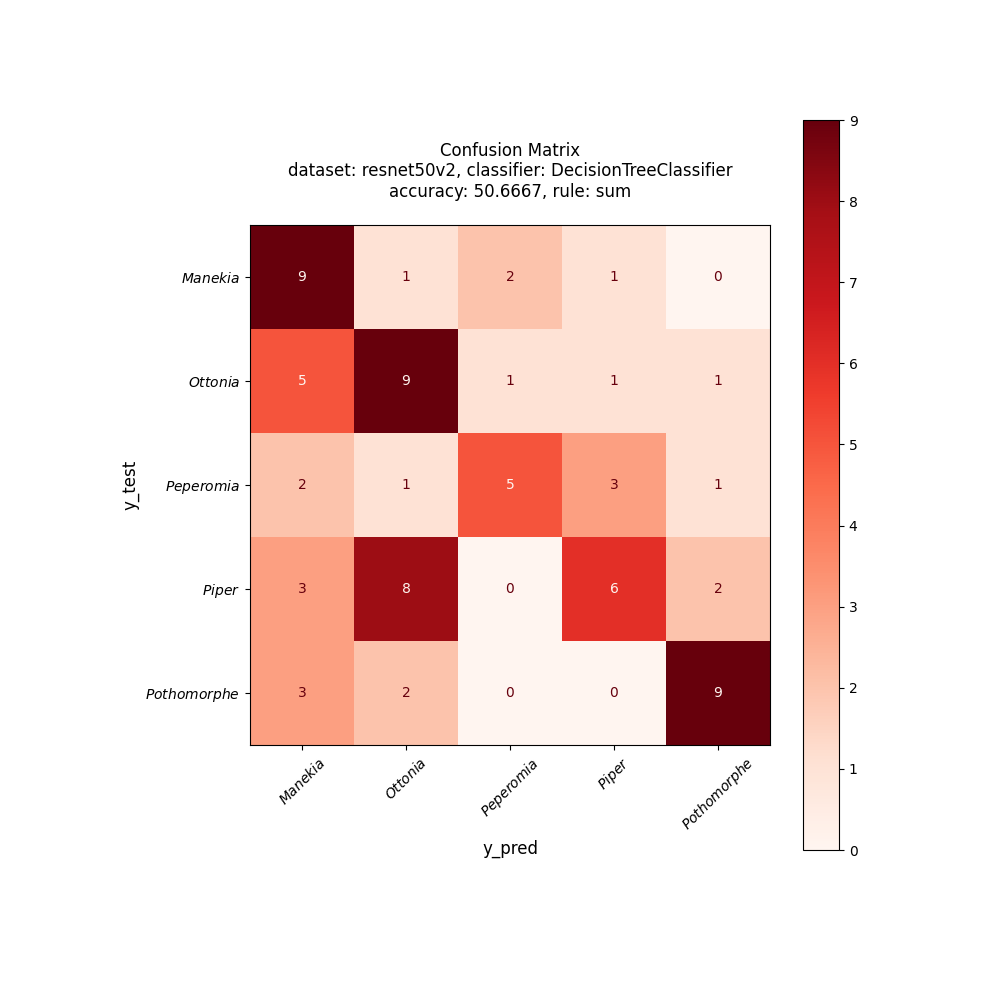 Confusion Matrix
dataset: resnet50v2, classifier: DecisionTreeClassifier
accuracy: 50.6667, rule: sum
y_test
Manekia 9 1 2 1 0
Ottonia 5 9 1 1 1
Peperomia 2 1 5 3 1
Piper 3 8 0 6 2
Pothomorphe 3 2 0 0 9
Manekia Ottonia Peperomia Piper Pothomorphe
y_pred
9
8
7
6
5
4
3
2
1
0